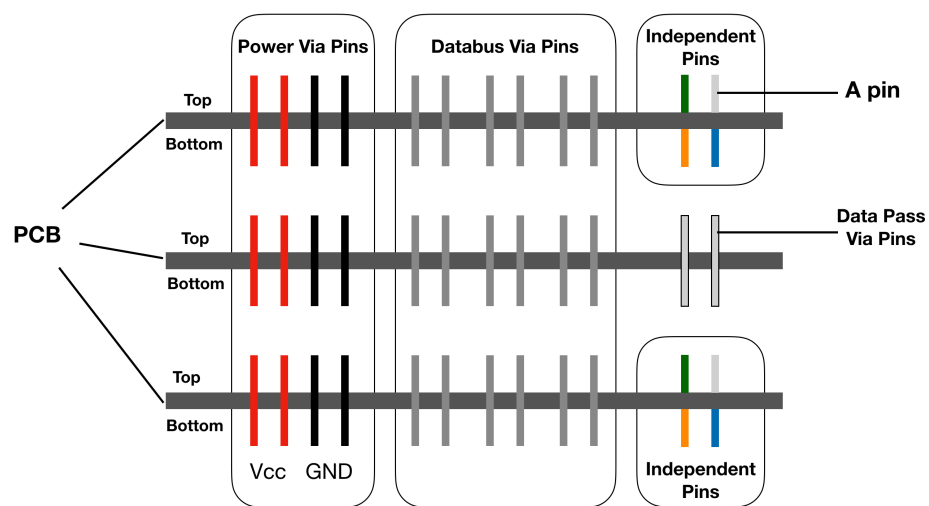 Power Via Pins
Databus Via Pins
Independent
Pins
A pin
Top
Bottom
PCB
Data Pass
Via Pins
Top
Bottom
Top
Bottom
Vcc
GND
Independent
Pins